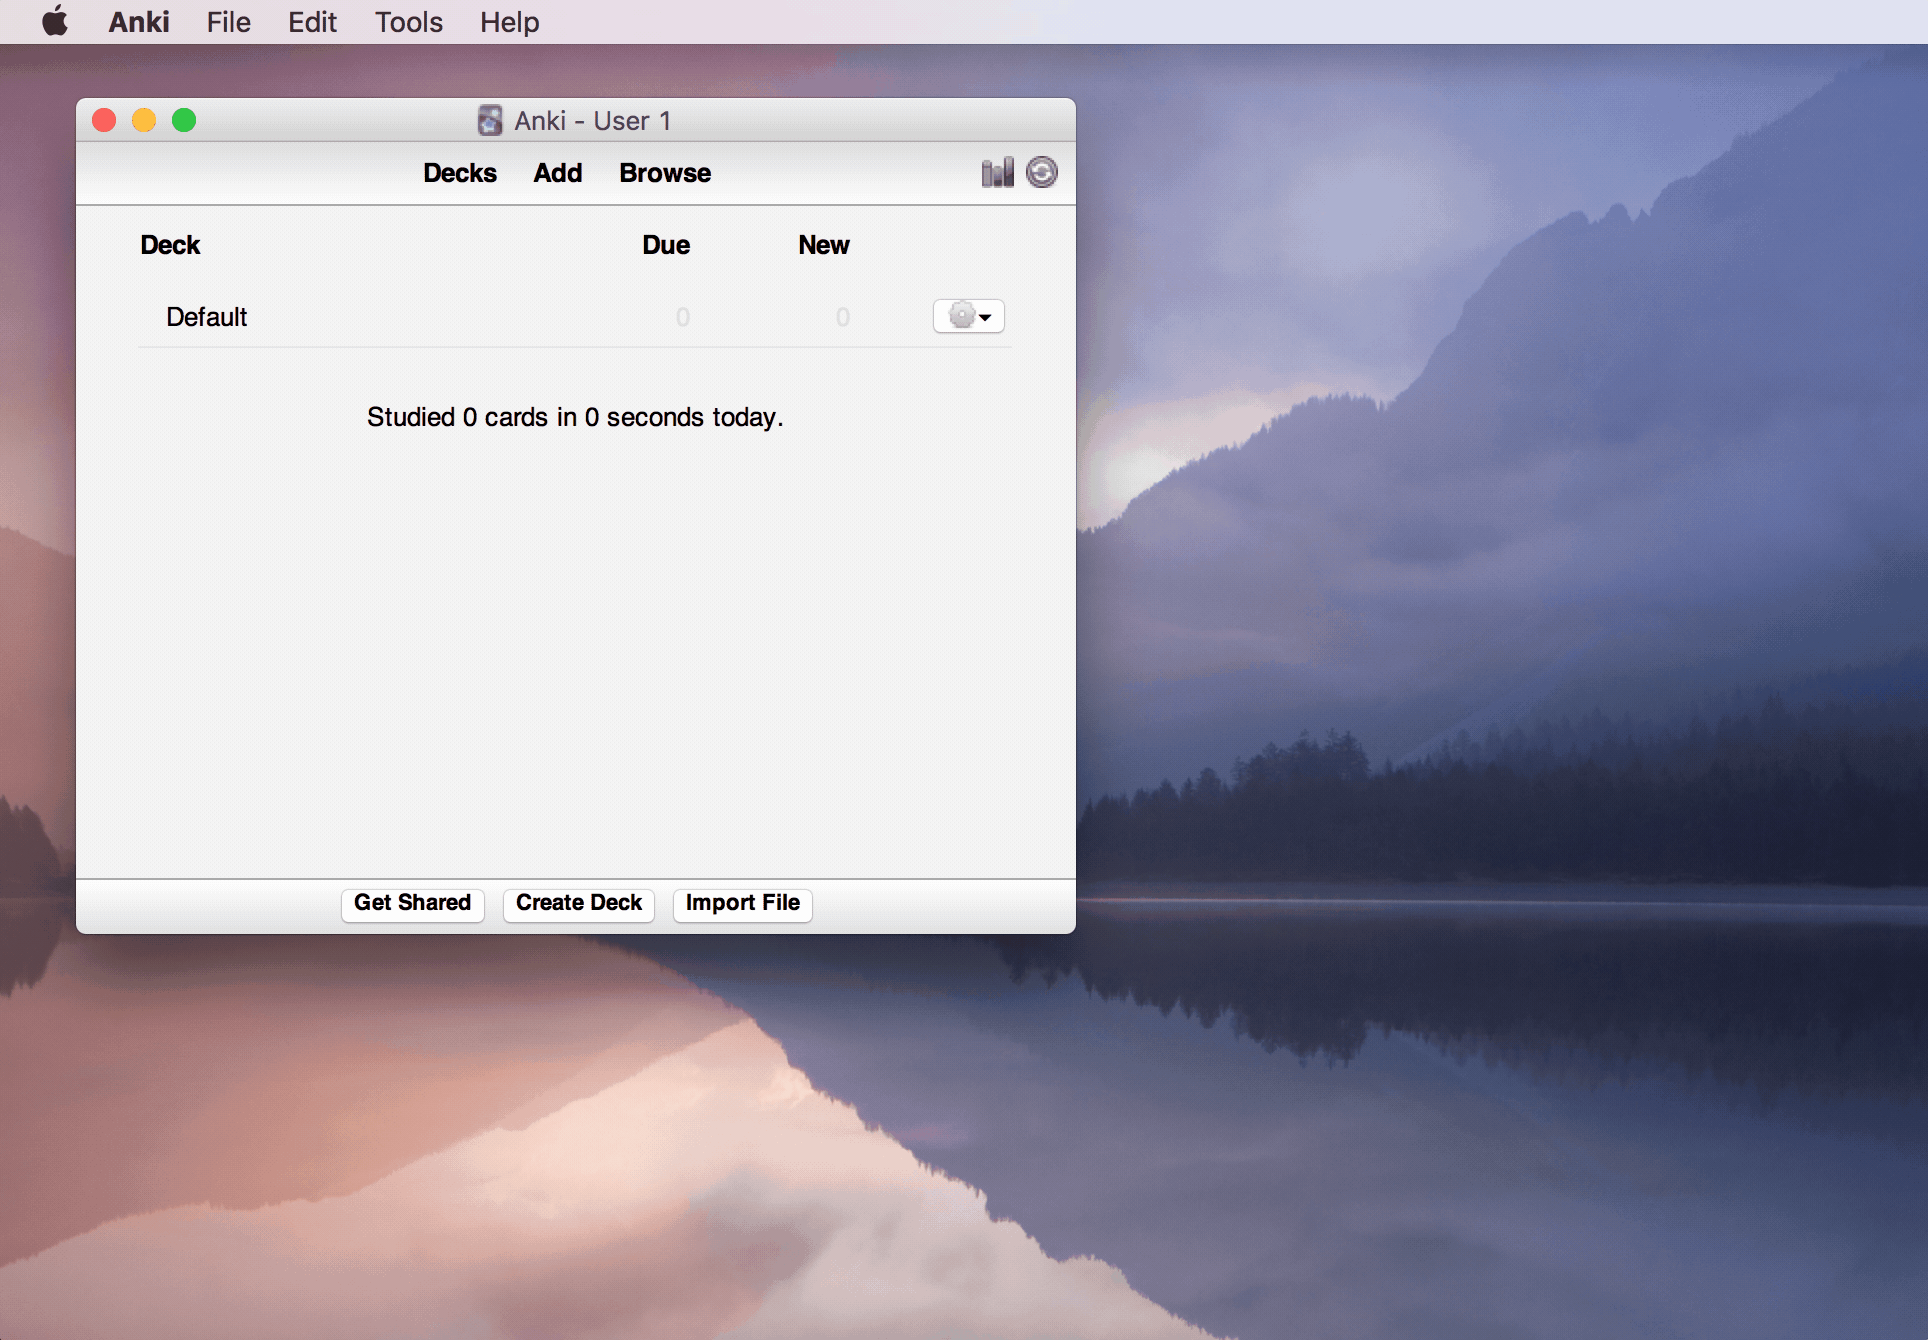 Anki File Edit Tools Help
Anki - User 1
Decks Add Browse
Deck Due New
Default 0 0
Studied 0 cards in 0 seconds today.
Get Shared Create Deck Import File